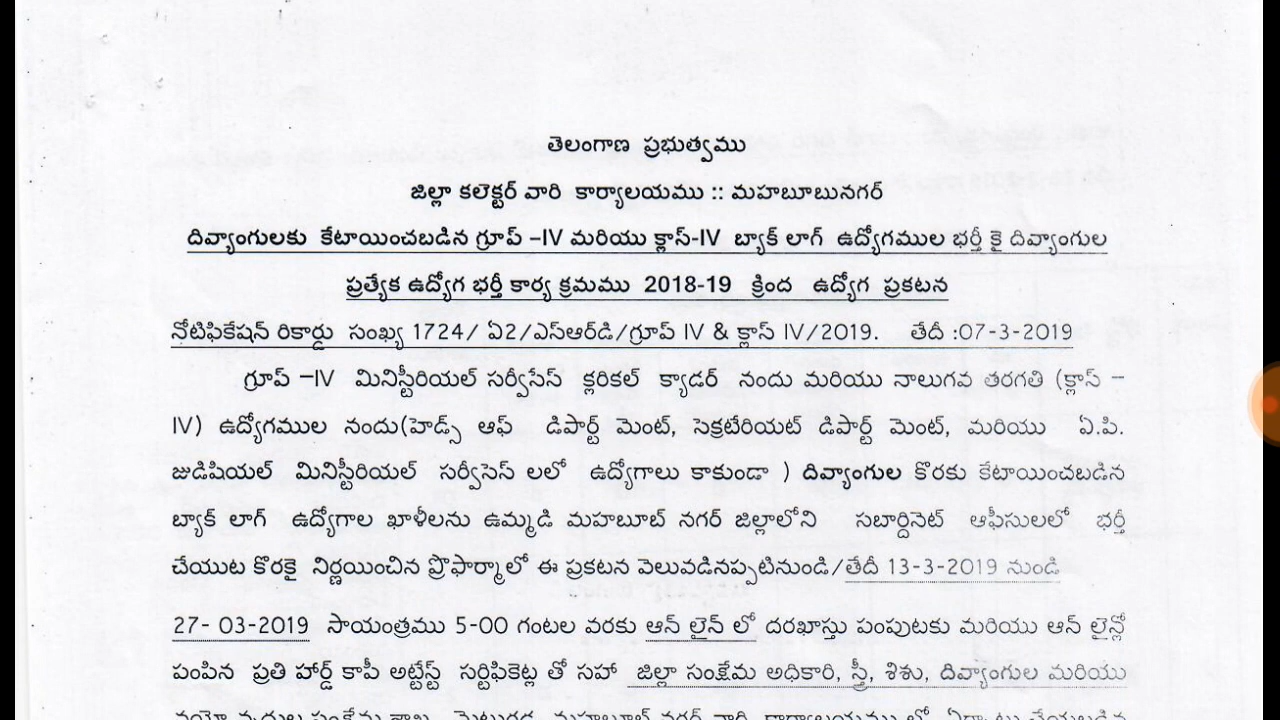 తెలంగాణ ప్రభుత్వము
జిల్లా కలెక్టర్ వారి కార్యాలయము :: మహబూబునగర్
దివ్యాంగులకు కేటాయించబడిన గ్రూప్ –IV మరియు క్లాస్-IV బ్యాక్ లాగ్ ఉద్యోగముల భర్తీ కై దివ్యాంగుల
ప్రత్యేక ఉద్యోగ భర్తీ కార్య క్రమము 2018-19 క్రింద ఉద్యోగ ప్రకటన
నోటిఫికేషన్ రికార్డు సంఖ్య 1724/ ఏ2/ఎస్ఆర్‌డి/గ్రూప్ IV & క్లాస్ IV/2019. తేదీ :07-3-2019
గ్రూప్ –IV మినిస్టీరియల్ సర్వీసేస్ క్లరికల్ క్యాడర్ నందు మరియు నాలుగవ తరగతి (క్లాస్ –
IV) ఉద్యోగముల నందు(హెడ్స్ ఆఫ్ డిపార్ట్ మెంట్, సెక్రటేరియట్ డిపార్ట్ మెంట్, మరియు ఏ.పి.
జుడిషియల్ మినిస్టీరియల్ సర్వీసెస్ లలో ఉద్యోగాలు కాకుండా ) దివ్యాంగుల కొరకు కేటాయించబడిన
బ్యాక్ లాగ్ ఉద్యోగాల ఖాళీలను ఉమ్మడి మహబూబ్ నగర్ జిల్లాలోని సబార్డినెట్ ఆఫీసులలో భర్తీ
చేయుట కొరకై నిర్ణయించిన ప్రొఫార్మాలో ఈ ప్రకటన వెలువడినప్పటినుండి/తేదీ 13-3-2019 నుండి
27- 03-2019 సాయంత్రము 5-00 గంటల వరకు ఆన్ లైన్ లో దరఖాస్తు పంపుటకు మరియు ఆన్ లైన్లో
పంపిన ప్రతి హార్డ్ కాపీ అట్టేస్ట్ సర్టిఫికెట్ల తో సహా జిల్లా సంక్షేమ అధికారి, స్త్రీ, శిశు, దివ్యాంగుల మరియు